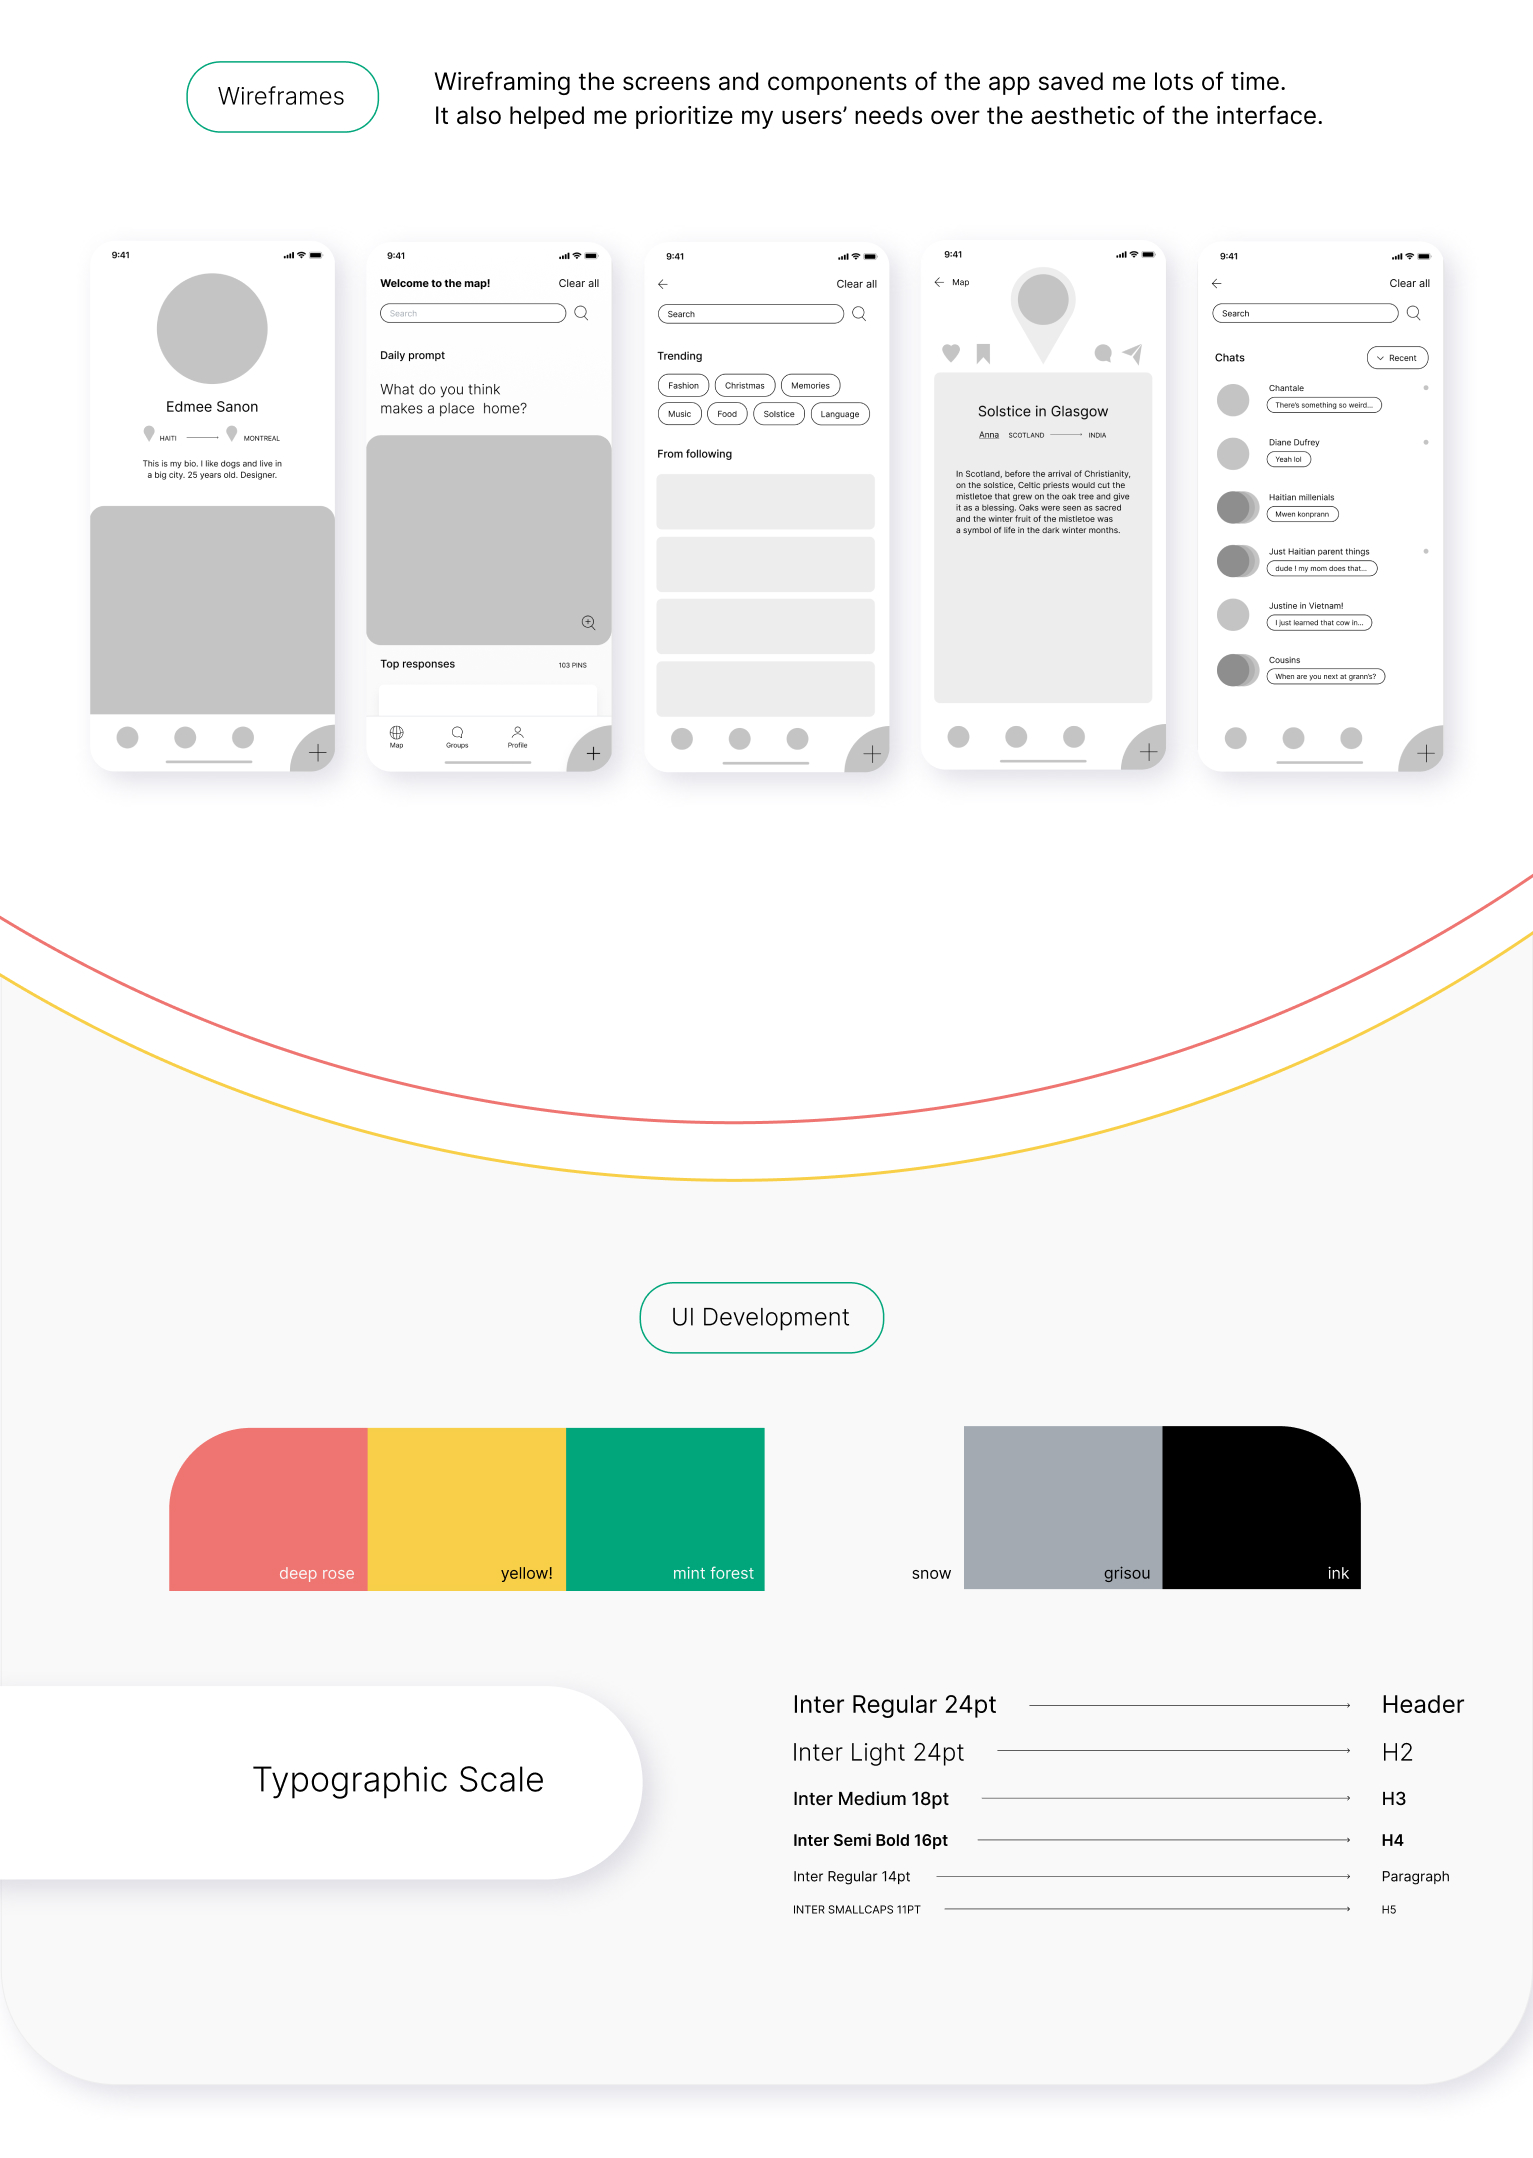 Wireframes
Wireframing the screens and components of the app saved me lots of time.
It also helped me prioritize my users’ needs over the aesthetic of the interface.
9:41
Edmee Sanon
HAITI MONTREAL
This is my bio. I like dogs and live in
a big city. 25 years old. Designer.
9:41
Welcome to the map! Clear all
Search
Daily prompt
What do you think
makes a place home?
Top responses 103 PINS
Map Groups Profile
9:41
Clear all
Search
Trending
Fashion Christmas Memories
Music Food Solstice Language
From following
9:41
Map
Solstice in Glasgow
Anna SCOTLAND INDIA
In Scotland, before the arrival of Christianity,
on the solstice, Celtic priests would cut the
mistletoe that grew on the oak tree and give
it as a blessing. Oaks were seen as sacred
and the winter fruit of the mistletoe was
a symbol of life in the dark winter months.
9:41
Clear all
Search
Chats Recent
Chantale
There's something so weird...
Diane Dufrey
Yeah lol
Haitian millenials
Mwen konprann
Just Haitian parent things
dude ! my mom does that...
Justine in Vietnam!
I just learned that cow in...
Cousins
When are you next at grann's?
UI Development
deep rose yellow! mint forest snow grisou ink
Typographic Scale
Inter Regular 24pt Header
Inter Light 24pt H2
Inter Medium 18pt H3
Inter Semi Bold 16pt H4
Inter Regular 14pt Paragraph
INTER SMALLCAPS 11PT H5